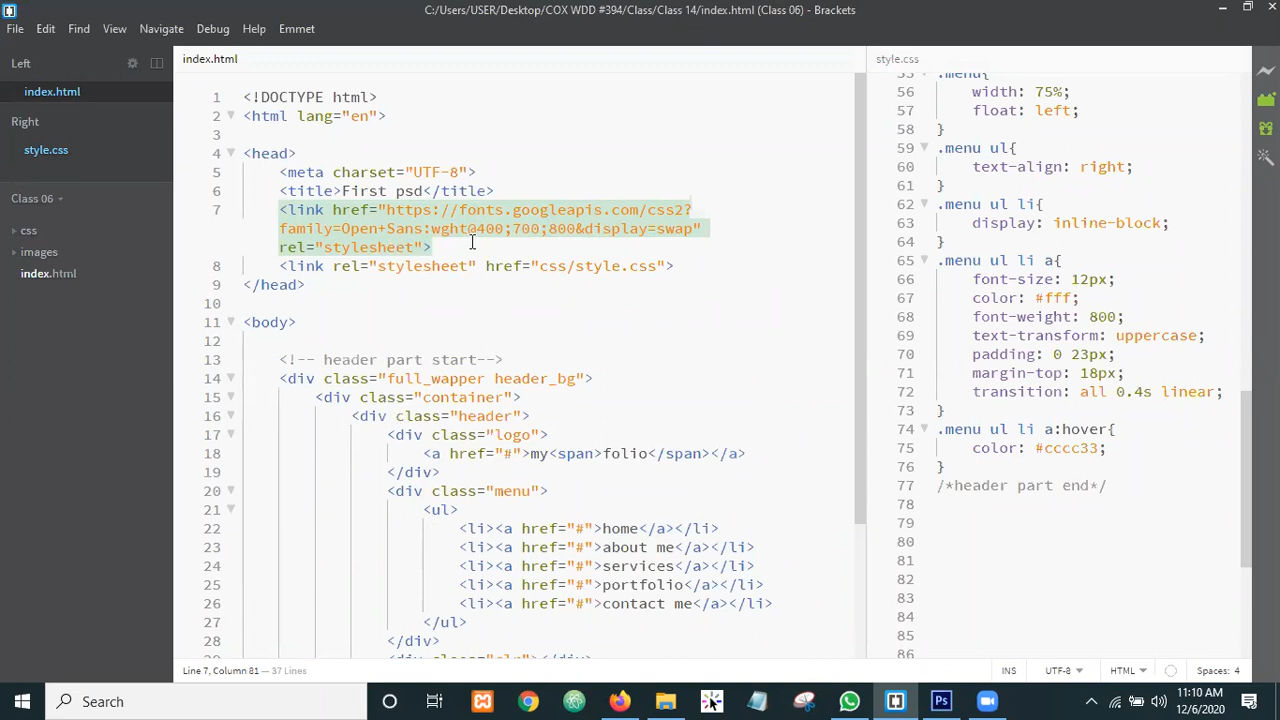 C:/Users/USER/Desktop/COX WDD #394/Class/Class 14/index.html (Class 06) - Brackets
File Edit View Navigate Debug Help Emmet
Left
index.html
Right
style.css
Class 06
css
images
index.html
index.html
1 <!DOCTYPE html>
2 <html lang="en">
3
4 <head>
5 <meta charset="UTF-8">
6 <title>First psd</title>
7 <link href="https://fonts.googleapis.com/css2?
family=Open+Sans:wght@400;700;800&display=swap"
rel="stylesheet">
8 <link rel="stylesheet" href="css/style.css">
9 </head>
10
11 <body>
12
13 <!-- header part start-->
14 <div class="full_wapper header_bg">
15 <div class="container">
16 <div class="header">
17 <div class="logo">
18 <a href="#">my<span>folio</span></a>
19 </div>
20 <div class="menu">
21 <ul>
22 <li><a href="#">home</a></li>
23 <li><a href="#">about me</a></li>
24 <li><a href="#">services</a></li>
25 <li><a href="#">portfolio</a></li>
26 <li><a href="#">contact me</a></li>
27 </ul>
28 </div>
29 <div class="clr"></div>
style.css
55 .menu{
56 width: 75%;
57 float: left;
58 }
59 .menu ul{
60 text-align: right;
61 }
62 .menu ul li{
63 display: inline-block;
64 }
65 .menu ul li a{
66 font-size: 12px;
67 color: #fff;
68 font-weight: 800;
69 text-transform: uppercase;
70 padding: 0 23px;
71 margin-top: 18px;
72 transition: all 0.4s linear;
73 }
74 .menu ul li a:hover{
75 color: #cccc33;
76 }
77 /*header part end*/
78
79
80
81
82
83
84
85
86
Line 7, Column 81 — 37 Lines
INS UTF-8 HTML Spaces: 4
Search
11:10 AM
12/6/2020